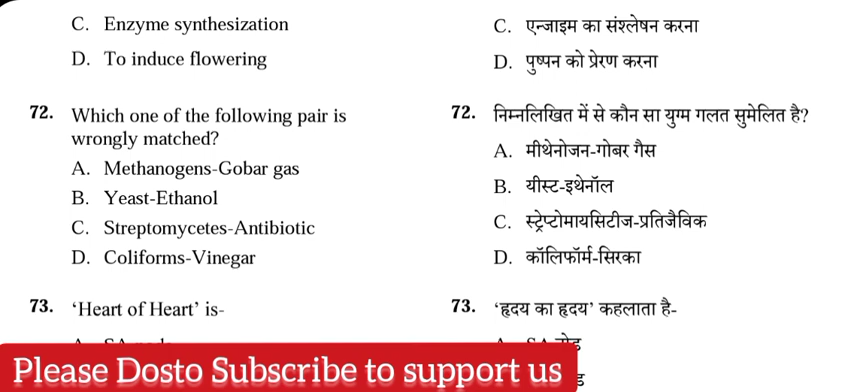 C. Enzyme synthesization
D. To induce flowering
72. Which one of the following pair is
wrongly matched?
A. Methanogens-Gobar gas
B. Yeast-Ethanol
C. Streptomycetes-Antibiotic
D. Coliforms-Vinegar
73. ‘Heart of Heart’ is-
C. एन्जाइम का संश्लेषन करना
D. पुष्पन को प्रेरण करना
72. निम्नलिखित में से कौन सा युग्म गलत सुमेलित है?
A. मीथेनोजन-गोबर गैस
B. यीस्ट-इथेनॉल
C. स्ट्रेप्टोमायसिटीज-प्रतिजैविक
D. कॉलिफॉर्म-सिरका
73. ‘हृदय का हृदय’ कहलाता है-
Please Dosto Subscribe to support us